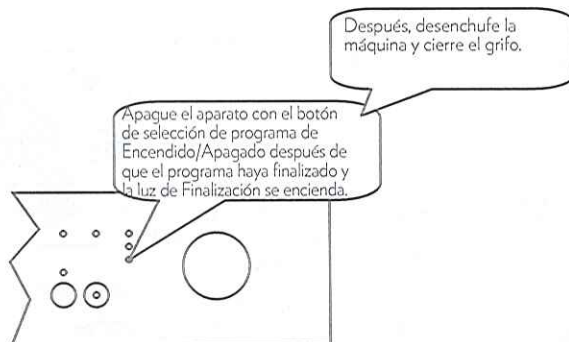 Después, desenchufe la
máquina y cierre el grifo.
Apague el aparato con el botón
de selección de programa de
Encendido/Apagado después de
que el programa haya finalizado y
la luz de Finalización se encienda.